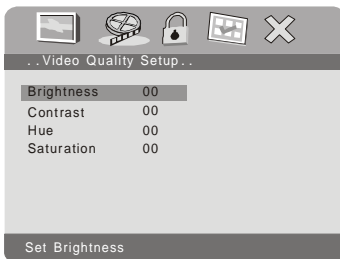 . . Video Quality Setup . .
Brightness 00
Contrast 00
Hue 00
Saturation 00
Set Brightness